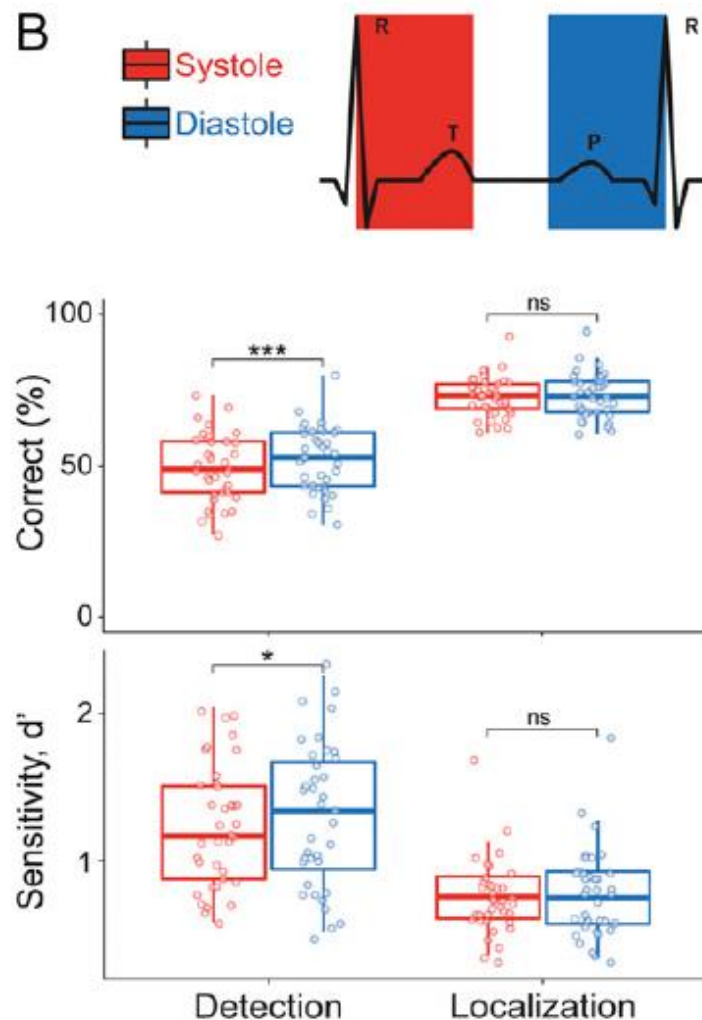 B
Systole
Diastole
R
T
P
R
Correct (%)
100
50
0
***
ns
Sensitivity, d'
2
1
*
ns
Detection
Localization